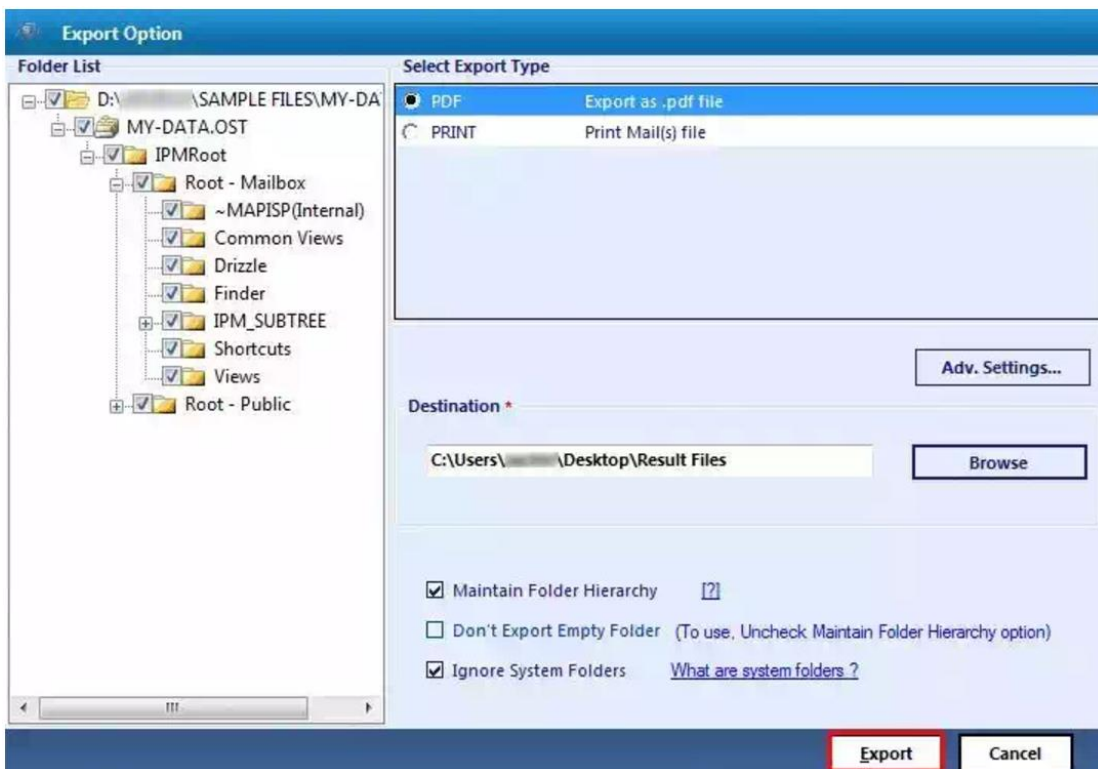 Export Option
Folder List
D:\ \SAMPLE FILES\MY-DA
MY-DATA.OST
IPMRoot
Root - Mailbox
~MAPISP(Internal)
Common Views
Drizzle
Finder
IPM_SUBTREE
Shortcuts
Views
Root - Public
Select Export Type
PDF Export as .pdf file
PRINT Print Mail(s) file
Adv. Settings...
Destination *
C:\Users\ \Desktop\Result Files
Browse
Maintain Folder Hierarchy [?]
Don't Export Empty Folder (To use, Uncheck Maintain Folder Hierarchy option)
Ignore System Folders What are system folders ?
Export Cancel